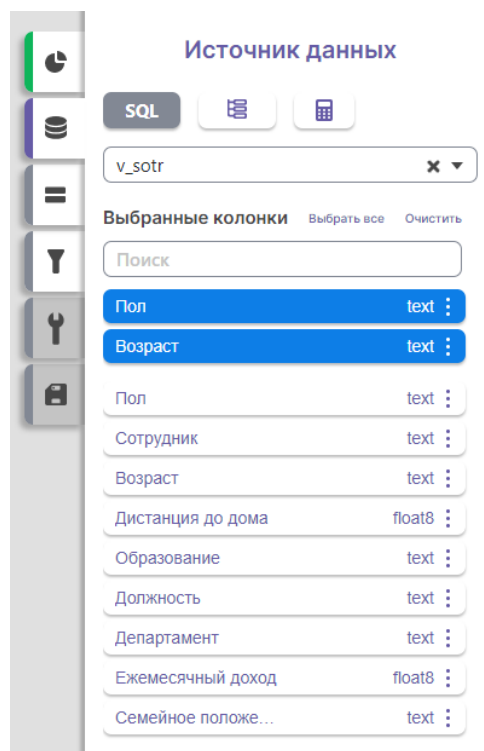 Источник данных
SQL
v_sotr
Выбранные колонки Выбрать все Очистить
Поиск
Пол text
Возраст text
Пол text
Сотрудник text
Возраст text
Дистанция до дома float8
Образование text
Должность text
Департамент text
Ежемесячный доход float8
Семейное положе... text